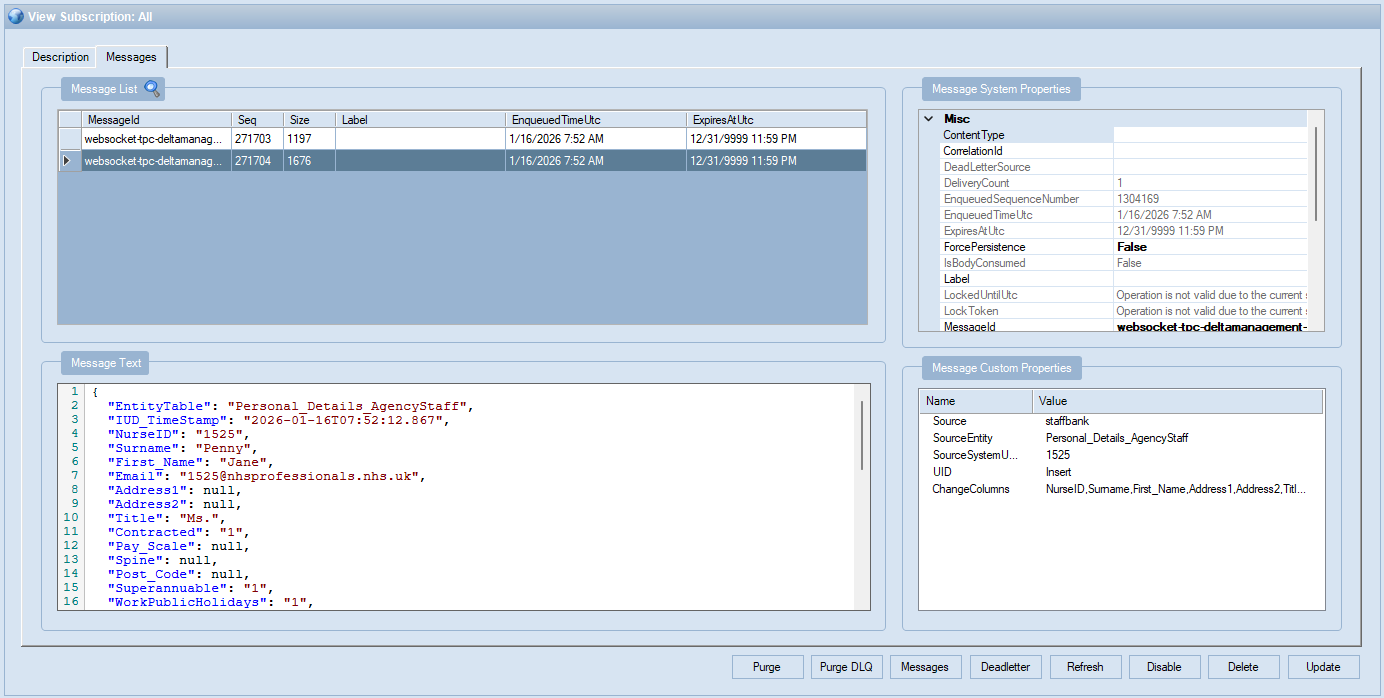 View Subscription: All
Description Messages
Message List
MessageId Seq Size Label EnqueuedTimeUtc ExpiresAtUtc
websocket-tpc-deltamanag... 271703 1197 1/16/2026 7:52 AM 12/31/9999 11:59 PM
websocket-tpc-deltamanag... 271704 1676 1/16/2026 7:52 AM 12/31/9999 11:59 PM
Message System Properties
Misc
ContentType
CorrelationId
DeadLetterSource
DeliveryCount 1
EnqueuedSequenceNumber 1304169
EnqueuedTimeUtc 1/16/2026 7:52 AM
ExpiresAtUtc 12/31/9999 11:59 PM
ForcePersistence False
IsBodyConsumed False
Label
LockedUntilUtc Operation is not valid due to the current s
LockToken Operation is not valid due to the current s
MessageId websocket-tpc-deltamanagement-
Message Text
1 {
2 "EntityTable": "Personal_Details_AgencyStaff",
3 "IUD_TimeStamp": "2026-01-16T07:52:12.867",
4 "NurseID": "1525",
5 "Surname": "Penny",
6 "First_Name": "Jane",
7 "Email": "1525@nhsprofessionals.nhs.uk",
8 "Address1": null,
9 "Address2": null,
10 "Title": "Ms.",
11 "Contracted": "1",
12 "Pay_Scale": null,
13 "Spine": null,
14 "Post_Code": null,
15 "Superannuable": "1",
16 "WorkPublicHolidays": "1",
Message Custom Properties
Name Value
Source staffbank
SourceEntity Personal_Details_AgencyStaff
SourceSystemU... 1525
UID Insert
ChangeColumns NurseID,Surname,First_Name,Address1,Address2,Titl...
Purge Purge DLQ Messages Deadletter Refresh Disable Delete Update